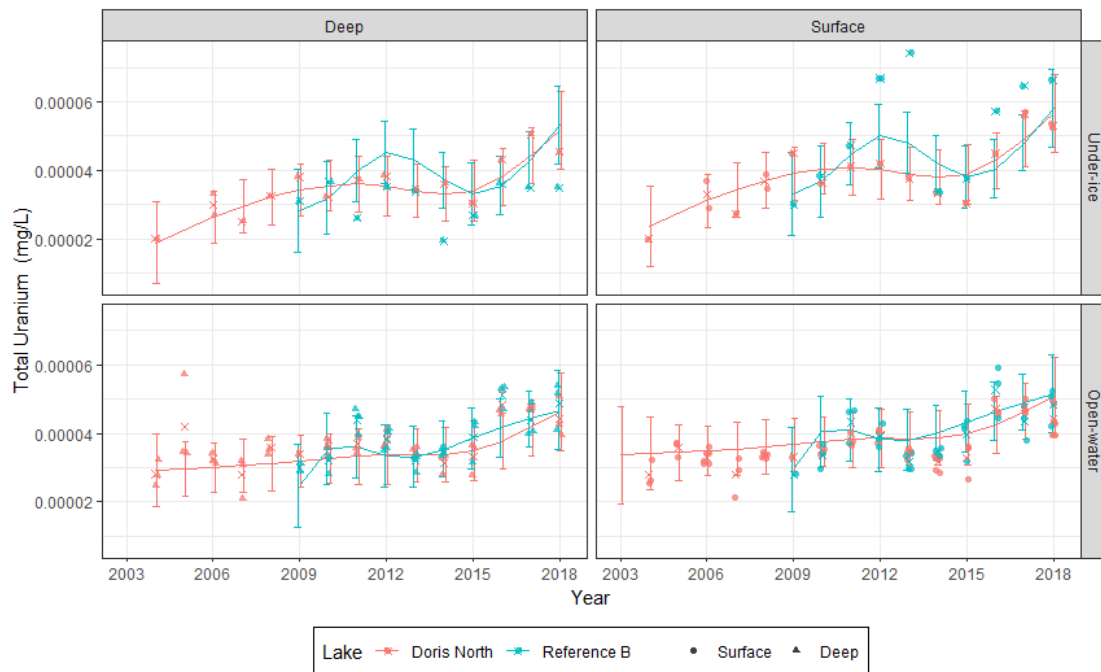 Deep
Surface
Under-ice
0.00006
0.00004
0.00002
Open-water
0.00006
0.00004
0.00002
Total Uranium (mg/L)
2003 2006 2009 2012 2015 2018
2003 2006 2009 2012 2015 2018
Year
Lake Doris North Reference B Surface Deep